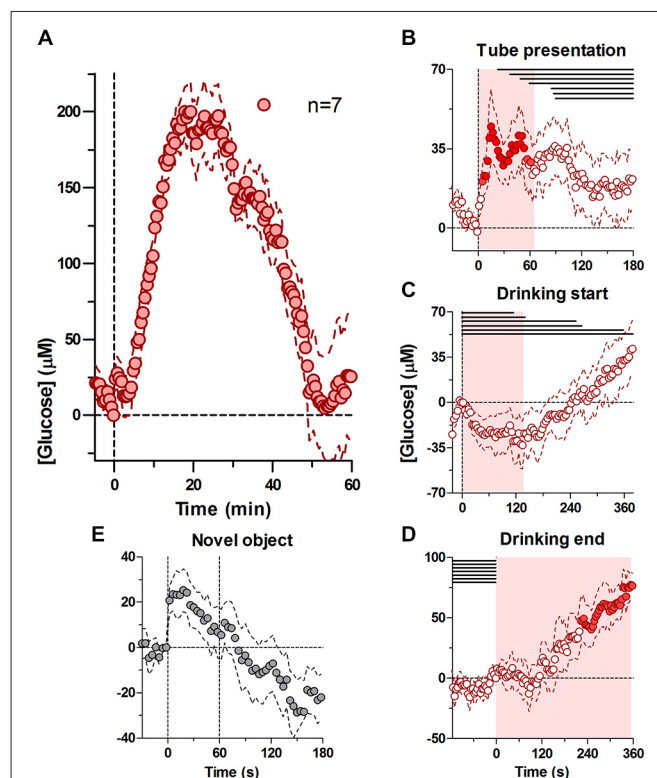 A
n=7
200
150
100
50
0
[Glucose] (µM)
0 20 40 60
Time (min)
B
Tube presentation
70
35
0
0 60 120 180
C
Drinking start
70
35
0
-35
-70
[Glucose] (µM)
0 120 240 360
E
Novel object
40
20
0
-20
-40
0 60 120 180
Time (s)
D
Drinking end
100
50
0
-50
0 120 240 360
Time (s)